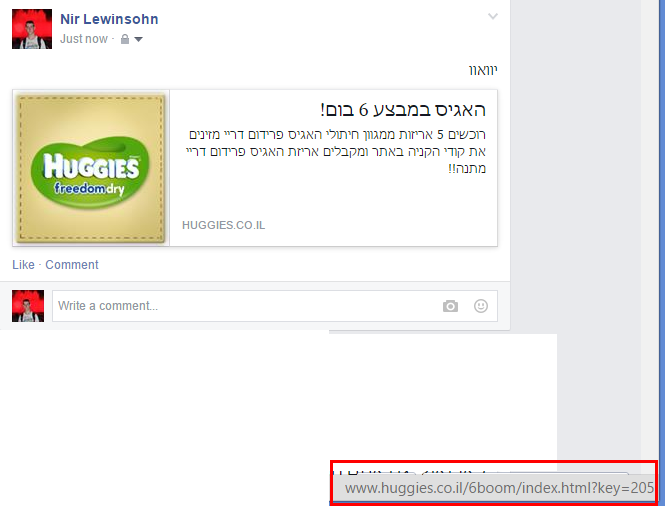 Nir Lewinsohn
Just now ·
יוואוו
HUGGIES
freedomdry
האגיס במבצע 6 בום!
רוכשים 5 אריזות ממגוון חיתולי האגיס פרידום דריי מזינים
את קודי הקניה באתר ומקבלים אריזת האגיס פרידום דריי
מתנה!!
HUGGIES.CO.IL
Like · Comment
Write a comment...
www.huggies.co.il/6boom/index.html?key=205